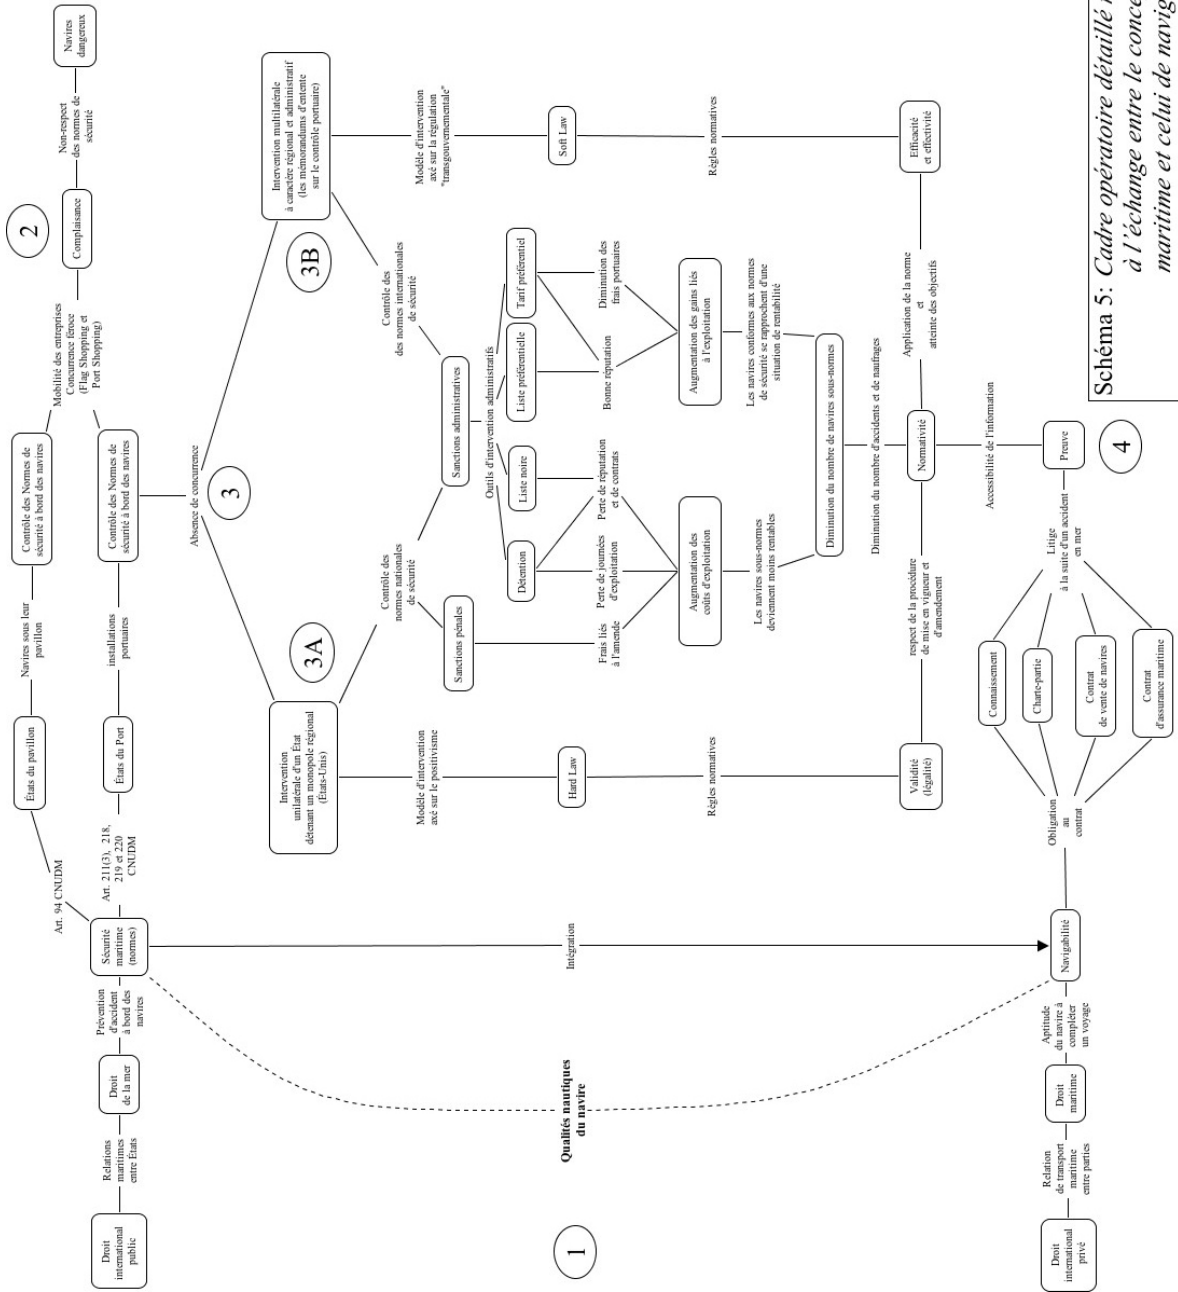 Droit
international
public
Relations
maritimes
entre États
Droit
de la mer
Prévention
d'accident
à bord des
navires
Sécurité
maritime
(normes)
Art. 94 CNUDM
États du pavillon
Navires sous leur
pavillon
Contrôle des Normes de
sécurité à bord des navires
Art. 211(3), 218,
219 et 220
CNUDM
États du Port
installations
portuaires
Contrôle des Normes de
sécurité à bord des navires
Mobilité des entreprises
Concurrence féroce
(Flag Shopping et
Port Shopping)
2
Complaisance
Non-respect
des normes de
sécurité
Navires
dangereux
Absence de concurrence
3
3A
Intervention
unilatérale d'un État
détenant un monopole régional
(États-Unis)
3B
Intervention multilatérale
à caractère régional et administratif
(les mémorandums d'entente
sur le contrôle portuaire)
Modèle d'intervention
axé sur le positivisme
Contrôle des
normes nationales
de sécurité
Contrôle des
des normes internationales
de sécurité
Modèle d'intervention
axé sur la régulation
"transgouvernementale"
Sanctions pénales
Sanctions administratives
Outils d'intervention administratifs
Hard Law
Détention
Liste noire
Liste préférentielle
Tarif préférentiel
Soft Law
Frais liés
à l'amende
Perte de journées
d'exploitation
Perte de réputation
et de contrats
Bonne réputation
Diminution des
frais portuaires
Augmentation des
coûts d'exploitation
Augmentation des gains liés
à l'exploitation
Règles normatives
Règles normatives
Les navires sous-normes
deviennent moins rentables
Les navires conformes aux normes
de sécurité se rapprochent d'une
situation de rentabilité
Diminution du nombre de navires sous-normes
Diminution du nombre d'accidents et de naufrages
Validité
(légalité)
respect de la procédure
de mise en vigueur et
d'amendement
Normativité
Application de la norme
et
atteinte des objectifs
Efficacité
et effectivité
Accessibilité de l'information
1
Qualités nautiques
du navire
Intégration
Droit
international
privé
Relation
de transport
maritime
entre parties
Droit
maritime
Aptitude
du navire à
compléter
un voyage
Navigabilité
Obligation
au
contrat
Connaissement
Charte-partie
Contrat
de vente de navires
Contrat
d'assurance maritime
Litige
à la suite d'un accident
en mer
Preuve
4
Schéma 5: Cadre opératoire détaillé
à l'échange entre le
maritime et celui de